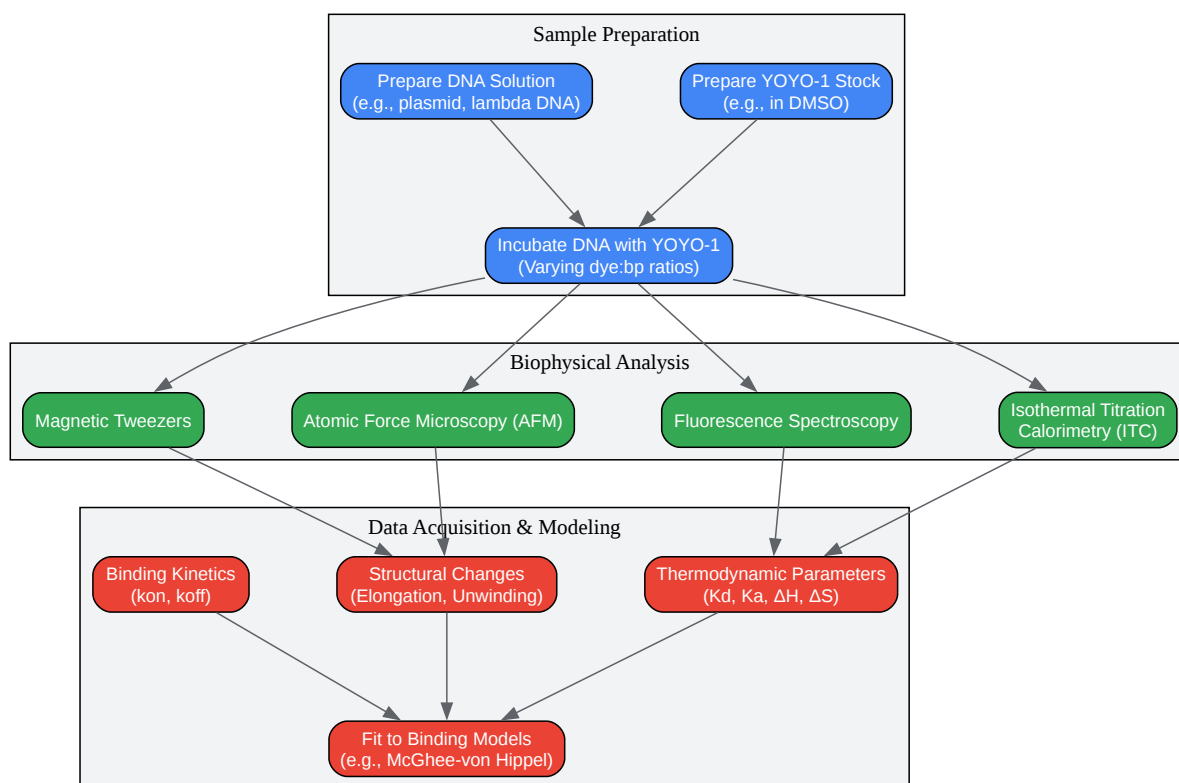 Sample Preparation
Prepare DNA Solution
(e.g., plasmid, lambda DNA)
Prepare YOYO-1 Stock
(e.g., in DMSO)
Incubate DNA with YOYO-1
(Varying dye:bp ratios)
Biophysical Analysis
Magnetic Tweezers
Atomic Force Microscopy (AFM)
Fluorescence Spectroscopy
Isothermal Titration
Calorimetry (ITC)
Data Acquisition & Modeling
Binding Kinetics
(kon, koff)
Structural Changes
(Elongation, Unwinding)
Thermodynamic Parameters
(Kd, Ka, ΔH, ΔS)
Fit to Binding Models
(e.g., McGhee-von Hippel)